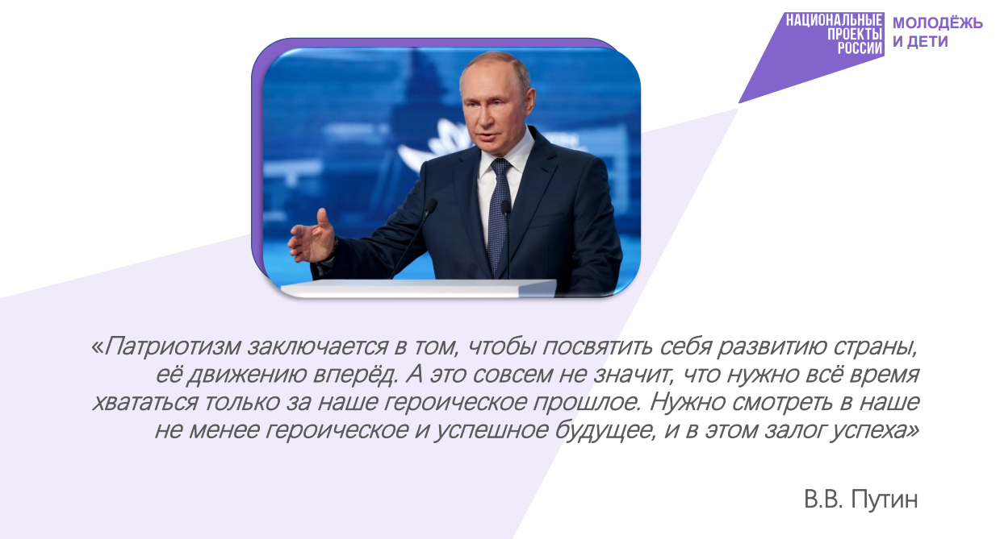 НАЦИОНАЛЬНЫЕ
ПРОЕКТЫ
РОССИИ
МОЛОДЁЖЬ
И ДЕТИ
«Патриотизм заключается в том, чтобы посвятить себя развитию страны,
её движению вперёд. А это совсем не значит, что нужно всё время
хвататься только за наше героическое прошлое. Нужно смотреть в наше
не менее героическое и успешное будущее, и в этом залог успеха»
В.В. Путин